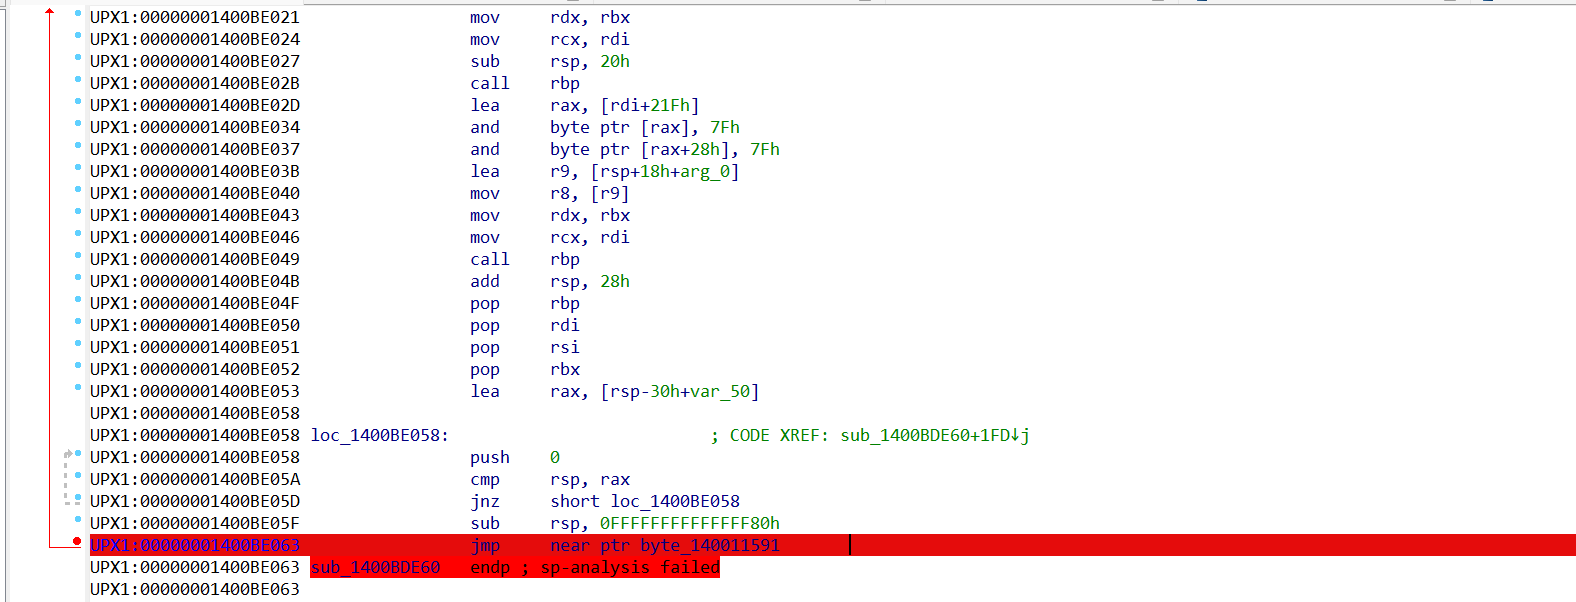 UPX1:00000001400BE021 mov rdx, rbx
UPX1:00000001400BE024 mov rcx, rdi
UPX1:00000001400BE027 sub rsp, 20h
UPX1:00000001400BE02B call rbp
UPX1:00000001400BE02D lea rax, [rdi+21Fh]
UPX1:00000001400BE034 and byte ptr [rax], 7Fh
UPX1:00000001400BE037 and byte ptr [rax+28h], 7Fh
UPX1:00000001400BE03B lea r9, [rsp+18h+arg_0]
UPX1:00000001400BE040 mov r8, [r9]
UPX1:00000001400BE043 mov rdx, rbx
UPX1:00000001400BE046 mov rcx, rdi
UPX1:00000001400BE049 call rbp
UPX1:00000001400BE04B add rsp, 28h
UPX1:00000001400BE04F pop rbp
UPX1:00000001400BE050 pop rdi
UPX1:00000001400BE051 pop rsi
UPX1:00000001400BE052 pop rbx
UPX1:00000001400BE053 lea rax, [rsp-30h+var_50]
UPX1:00000001400BE058
UPX1:00000001400BE058 loc_1400BE058: ; CODE XREF: sub_1400BDE60+1FD↓j
UPX1:00000001400BE058 push 0
UPX1:00000001400BE05A cmp rsp, rax
UPX1:00000001400BE05D jnz short loc_1400BE058
UPX1:00000001400BE05F sub rsp, 0FFFFFFFFFFFFFF80h
UPX1:00000001400BE063 jmp near ptr byte_140011591
UPX1:00000001400BE063 sub_1400BDE60 endp ; sp-analysis failed
UPX1:00000001400BE063